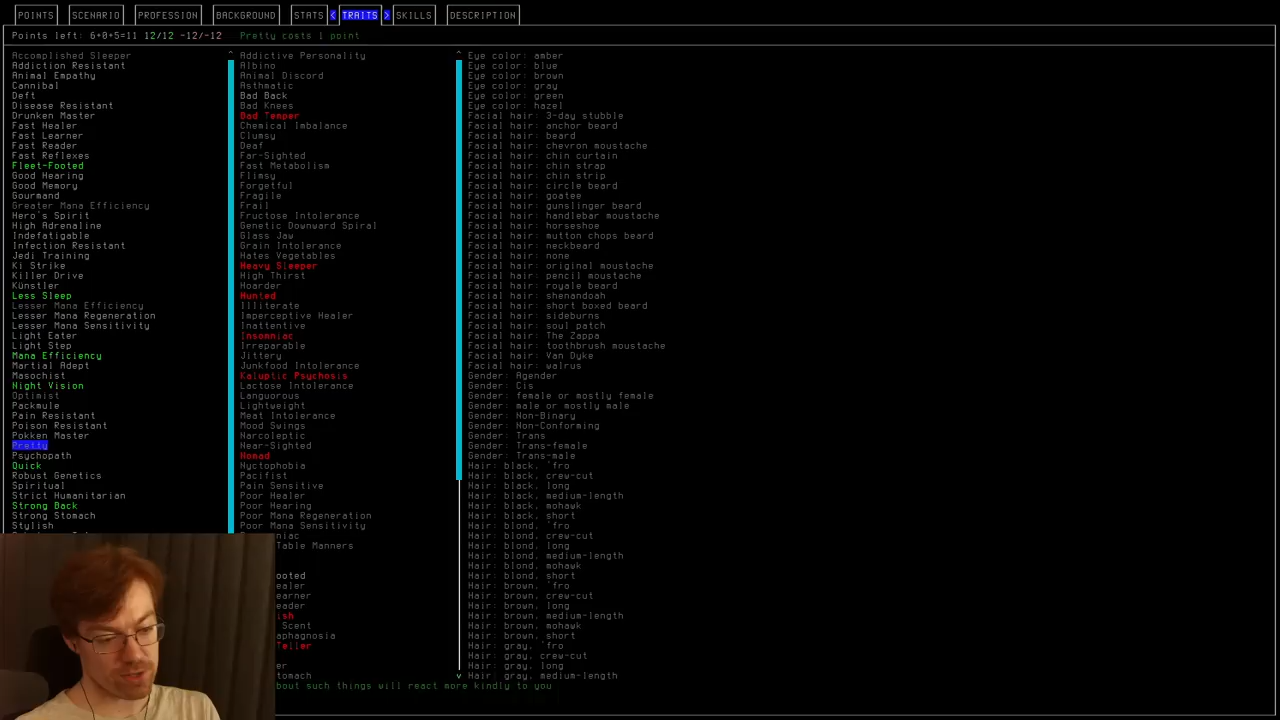 POINTS SCENARIO PROFESSION BACKGROUND STATS < TRAITS > SKILLS DESCRIPTION
Points left: 6+0+5=11 12/12 -12/-12 Pretty costs 1 point
Accomplished Sleeper
Addiction Resistant
Animal Empathy
Cannibal
Deft
Disease Resistant
Drunken Master
Fast Healer
Fast Learner
Fast Reader
Fast Reflexes
Fleet-Footed
Good Hearing
Good Memory
Gourmand
Greater Mana Efficiency
Hero's Spirit
High Adrenaline
Indefatigable
Infection Resistant
Jedi Training
Ki Strike
Killer Drive
Künstler
Less Sleep
Lesser Mana Efficiency
Lesser Mana Regeneration
Lesser Mana Sensitivity
Light Eater
Light Step
Mana Efficiency
Martial Adept
Masochist
Night Vision
Optimist
Packmule
Pain Resistant
Poison Resistant
Pokken Master
Pretty
Psychopath
Quick
Robust Genetics
Spiritual
Strict Humanitarian
Strong Back
Strong Stomach
Stylish
Addictive Personality
Albino
Animal Discord
Asthmatic
Bad Back
Bad Knees
Bad Temper
Chemical Imbalance
Clumsy
Deaf
Far-Sighted
Fast Metabolism
Flimsy
Forgetful
Fragile
Frail
Fructose Intolerance
Genetic Downward Spiral
Glass Jaw
Grain Intolerance
Hates Vegetables
Heavy Sleeper
High Thirst
Hoarder
Hunted
Illiterate
Imperceptive Healer
Inattentive
Insomniac
Irreparable
Jittery
Junkfood Intolerance
Kaluptic Psychosis
Lactose Intolerance
Languorous
Lightweight
Meat Intolerance
Mood Swings
Narcoleptic
Near-Sighted
Nomad
Nyctophobia
Pacifist
Pain Sensitive
Poor Healer
Poor Hearing
Poor Mana Regeneration
Poor Mana Sensitivity
niac
Table Manners
ooted
ealer
earner
eader
ish
Scent
aphagnosia
Teller
er
tomach
Eye color: amber
Eye color: blue
Eye color: brown
Eye color: gray
Eye color: green
Eye color: hazel
Facial hair: 3-day stubble
Facial hair: anchor beard
Facial hair: beard
Facial hair: chevron moustache
Facial hair: chin curtain
Facial hair: chin strap
Facial hair: chin strip
Facial hair: circle beard
Facial hair: goatee
Facial hair: gunslinger beard
Facial hair: handlebar moustache
Facial hair: horseshoe
Facial hair: mutton chops beard
Facial hair: neckbeard
Facial hair: none
Facial hair: original moustache
Facial hair: pencil moustache
Facial hair: royale beard
Facial hair: shenandoah
Facial hair: short boxed beard
Facial hair: sideburns
Facial hair: soul patch
Facial hair: The Zappa
Facial hair: toothbrush moustache
Facial hair: Van Dyke
Facial hair: walrus
Gender: Agender
Gender: Cis
Gender: female or mostly female
Gender: male or mostly male
Gender: Non-Binary
Gender: Non-Conforming
Gender: Trans
Gender: Trans-female
Gender: Trans-male
Hair: black, 'fro
Hair: black, crew-cut
Hair: black, long
Hair: black, medium-length
Hair: black, mohawk
Hair: black, short
Hair: blond, 'fro
Hair: blond, crew-cut
Hair: blond, long
Hair: blond, medium-length
Hair: blond, mohawk
Hair: blond, short
Hair: brown, 'fro
Hair: brown, crew-cut
Hair: brown, long
Hair: brown, medium-length
Hair: brown, mohawk
Hair: brown, short
Hair: gray, 'fro
Hair: gray, crew-cut
Hair: gray, long
Hair: gray, medium-length
bout such things will react more kindly to you